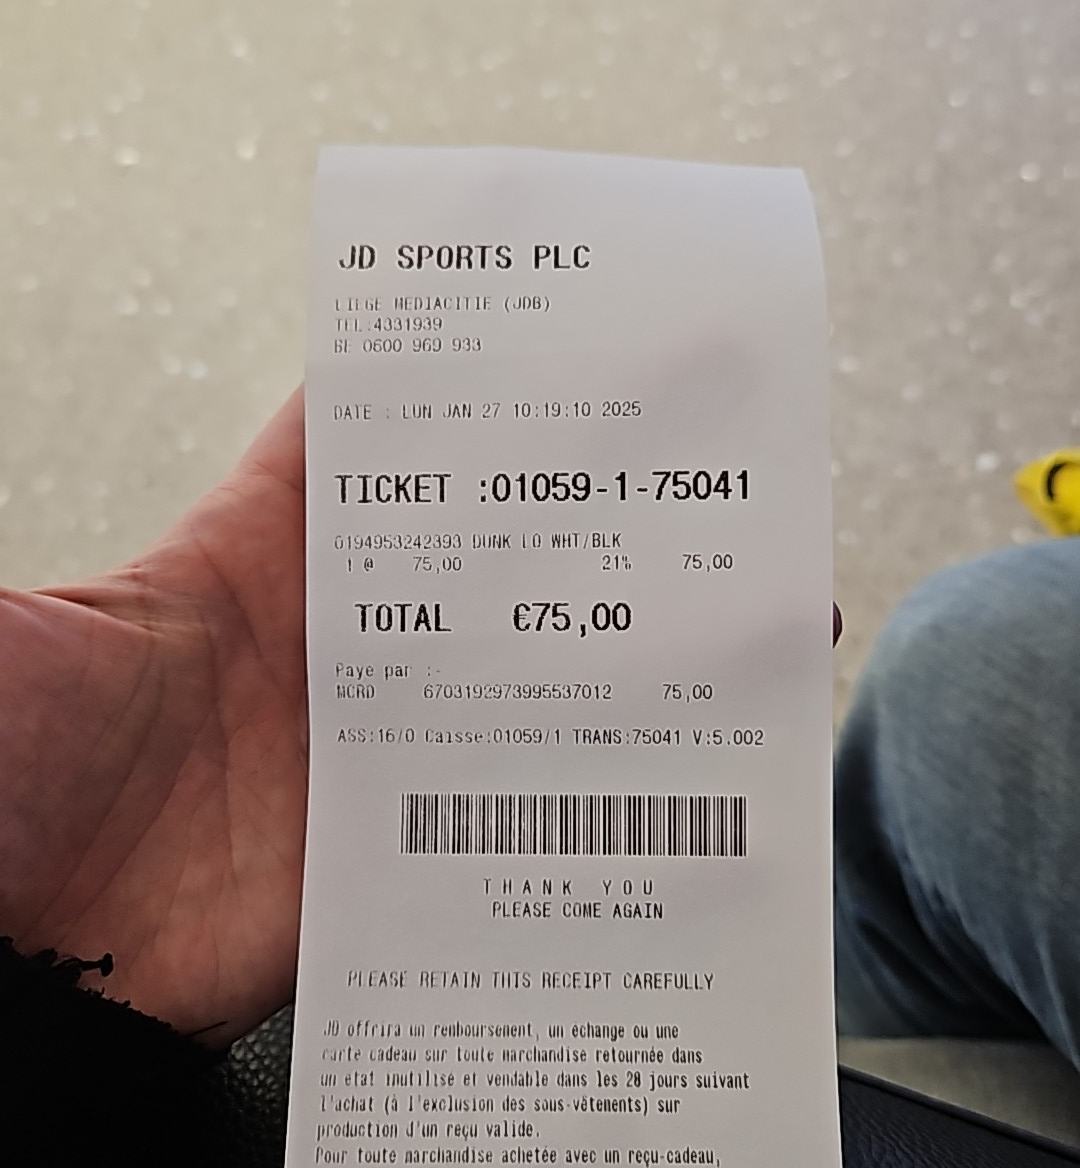 JD SPORTS PLC
LIEGE MEDIACITIE (JDB)
TEL:4331939
BE 0600 969 933
DATE : LUN JAN 27 10:19:10 2025
TICKET :01059-1-75041
0194953242393 DUNK LO WHT/BLK
1 @ 75,00 21% 75,00
TOTAL €75,00
Paye par :-
MCRD 6703192973995537012 75,00
ASS:16/0 Caisse:01059/1 TRANS:75041 V:5.002
THANK YOU
PLEASE COME AGAIN
PLEASE RETAIN THIS RECEIPT CAREFULLY
JD offrira un remboursement, un échange ou une
carte cadeau sur toute marchandise retournée dans
un état inutilisé et vendable dans les 28 jours suivant
l'achat (à l'exclusion des sous-vêtements) sur
production d'un reçu valide.
Pour toute marchandise achetée avec un reçu-cadeau,